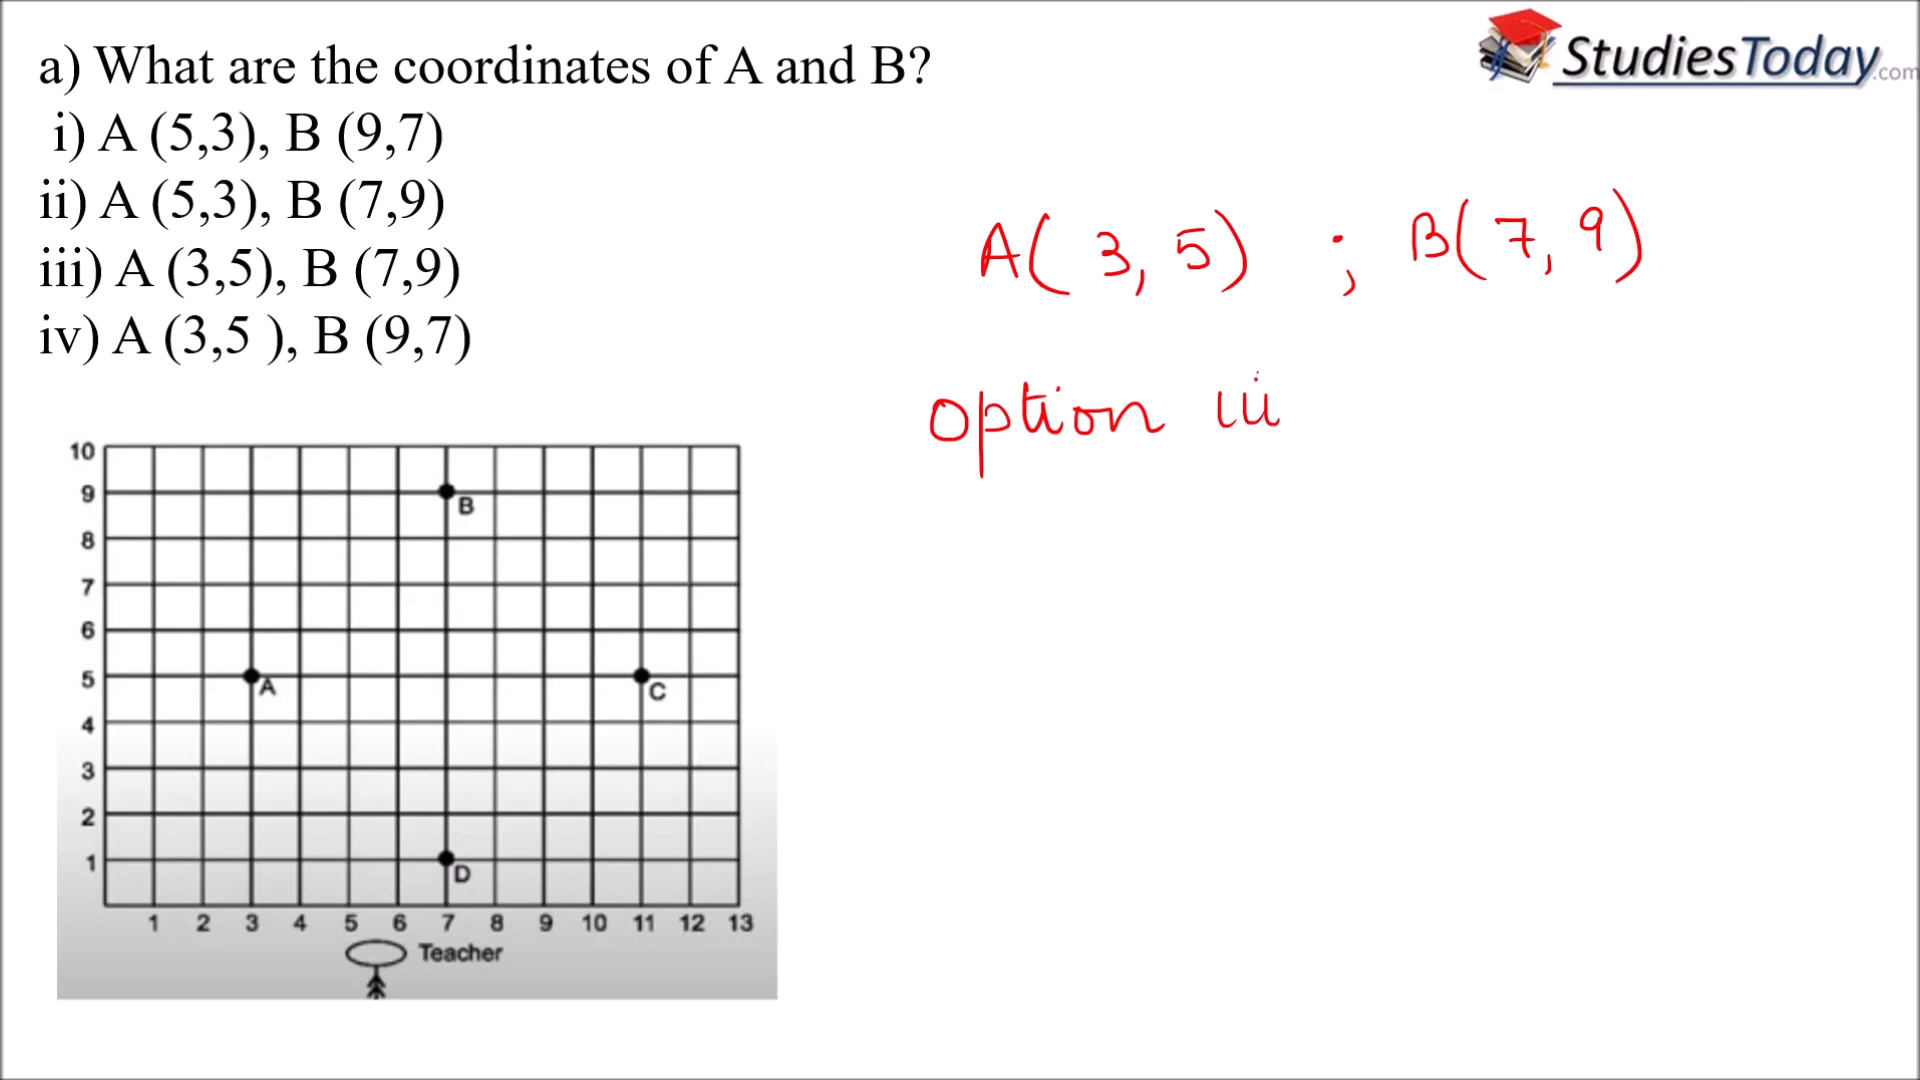 a) What are the coordinates of A and B?
i) A (5,3), B (9,7)
ii) A (5,3), B (7,9)
iii) A (3,5), B (7,9)
iv) A (3,5 ), B (9,7)
StudiesToday.com
A( 3, 5) ; B( 7, 9)
option iii
10
9
B
8
7
6
5
A
C
4
3
2
1
D
1 2 3 4 5 6 7 8 9 10 11 12 13
Teacher